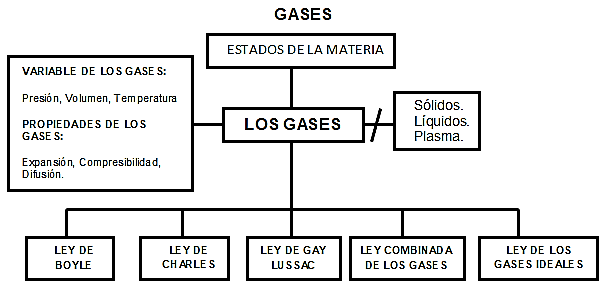 GASES
ESTADOS DE LA MATERIA
VARIABLE DE LOS GASES:
Presión, Volumen, Temperatura
PROPIEDADES DE LOS
GASES:
Expansión, Compresibilidad,
Difusión.
LOS GASES
Sólidos.
Líquidos.
Plasma.
LEY DE
BOYLE
LEY DE
CHARLES
LEY DE GAY
LUSSAC
LEY COMBINADA
DE LOS GASES
LEY DE LOS
GASES IDEALES